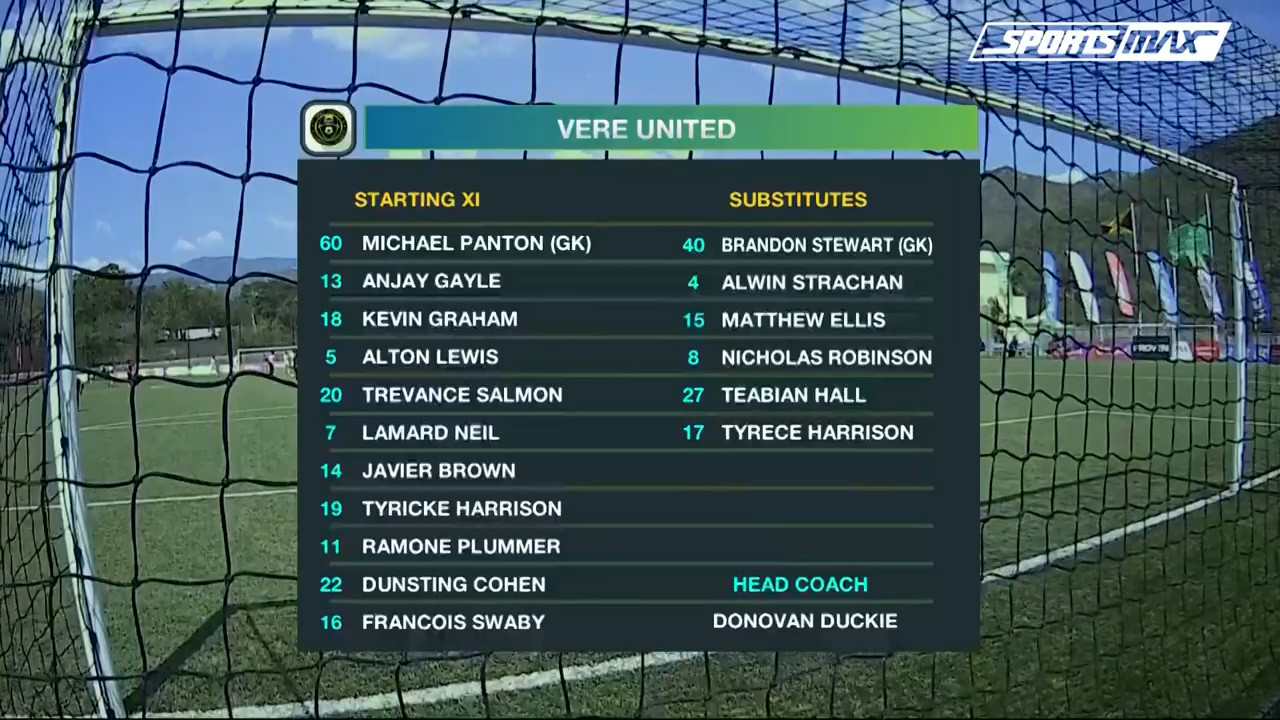 SPORTSMAX
VERE UNITED
STARTING XI
60 MICHAEL PANTON (GK)
13 ANJAY GAYLE
18 KEVIN GRAHAM
5 ALTON LEWIS
20 TREVANCE SALMON
7 LAMARD NEIL
14 JAVIER BROWN
19 TYRICKE HARRISON
11 RAMONE PLUMMER
22 DUNSTING COHEN
16 FRANCOIS SWABY
SUBSTITUTES
40 BRANDON STEWART (GK)
4 ALWIN STRACHAN
15 MATTHEW ELLIS
8 NICHOLAS ROBINSON
27 TEABIAN HALL
17 TYRECE HARRISON
HEAD COACH
DONOVAN DUCKIE